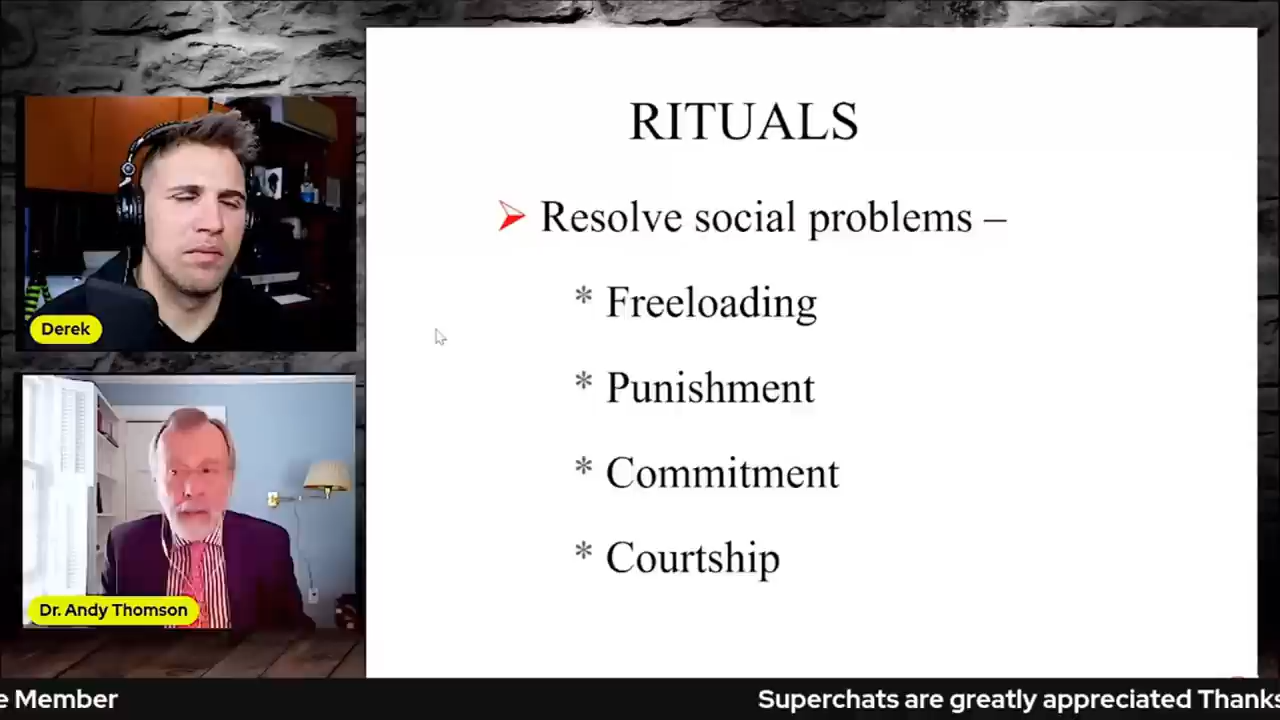 RITUALS
Resolve social problems –
* Freeloading
* Punishment
* Commitment
* Courtship
Derek
Dr. Andy Thomson
e Member
Superchats are greatly appreciated Thanks